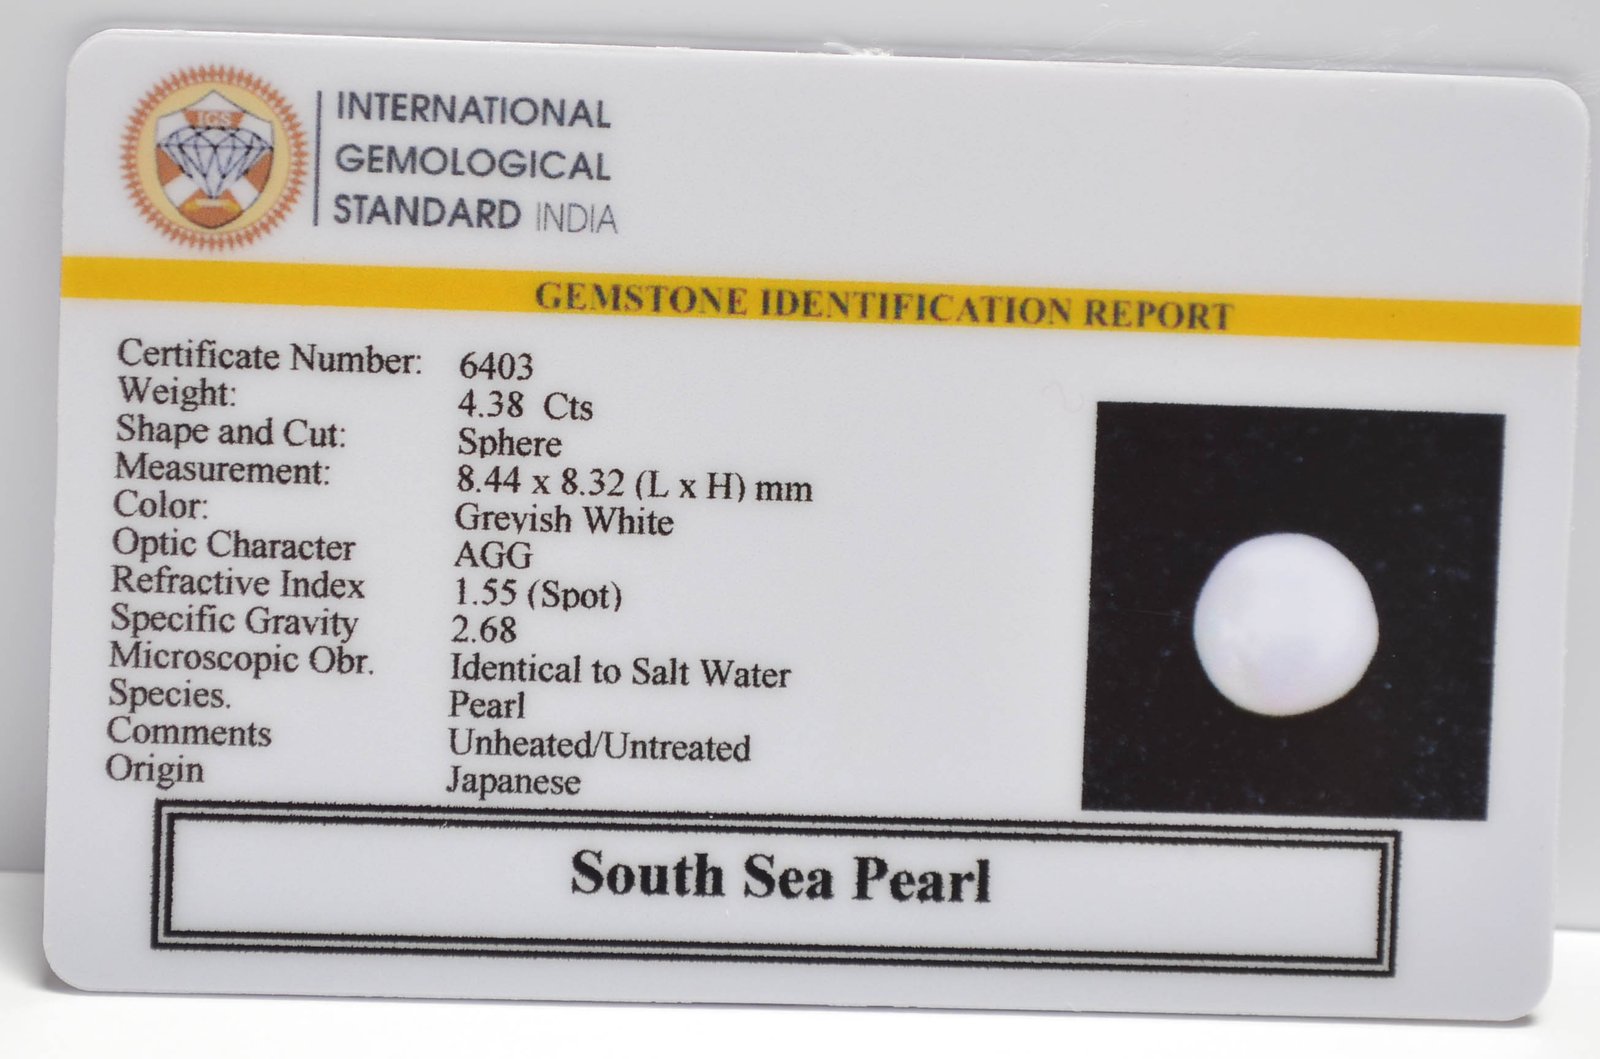 IGS
INTERNATIONAL
GEMOLOGICAL
STANDARD INDIA
GEMSTONE IDENTIFICATION REPORT
Certificate Number: 6403
Weight: 4.38 Cts
Shape and Cut: Sphere
Measurement: 8.44 x 8.32 (L x H) mm
Color: Greyish White
Optic Character AGG
Refractive Index 1.55 (Spot)
Specific Gravity 2.68
Microscopic Obr. Identical to Salt Water
Species. Pearl
Comments Unheated/Untreated
Origin Japanese
South Sea Pearl